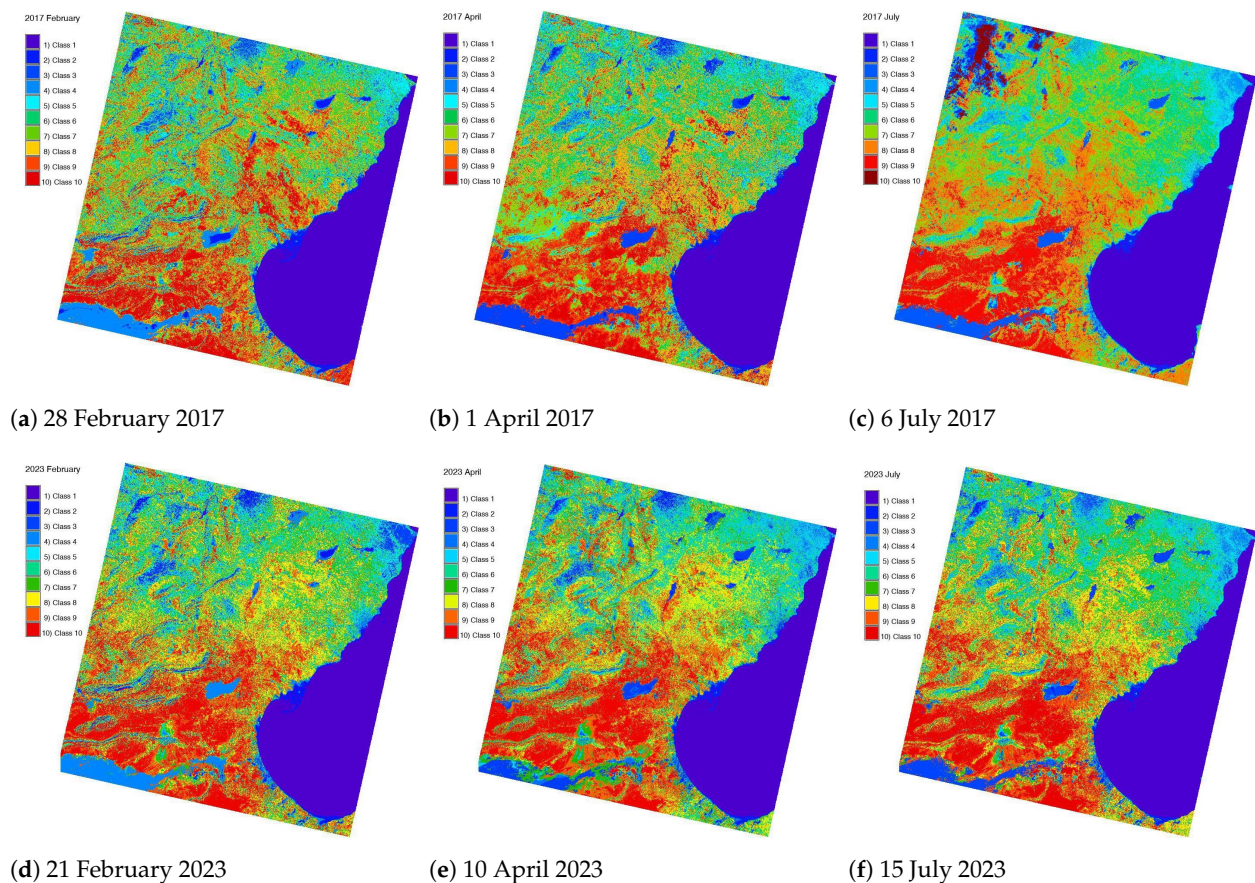 2017 February
1) Class 1
2) Class 2
3) Class 3
4) Class 4
5) Class 5
6) Class 6
7) Class 7
8) Class 8
9) Class 9
10) Class 10
(a) 28 February 2017
2017 April
1) Class 1
2) Class 2
3) Class 3
4) Class 4
5) Class 5
6) Class 6
7) Class 7
8) Class 8
9) Class 9
10) Class 10
(b) 1 April 2017
2017 July
1) Class 1
2) Class 2
3) Class 3
4) Class 4
5) Class 5
6) Class 6
7) Class 7
8) Class 8
9) Class 9
10) Class 10
(c) 6 July 2017
2023 February
1) Class 1
2) Class 2
3) Class 3
4) Class 4
5) Class 5
6) Class 6
7) Class 7
8) Class 8
9) Class 9
10) Class 10
(d) 21 February 2023
2023 April
1) Class 1
2) Class 2
3) Class 3
4) Class 4
5) Class 5
6) Class 6
7) Class 7
8) Class 8
9) Class 9
10) Class 10
(e) 10 April 2023
2023 July
1) Class 1
2) Class 2
3) Class 3
4) Class 4
5) Class 5
6) Class 6
7) Class 7
8) Class 8
9) Class 9
10) Class 10
(f) 15 July 2023